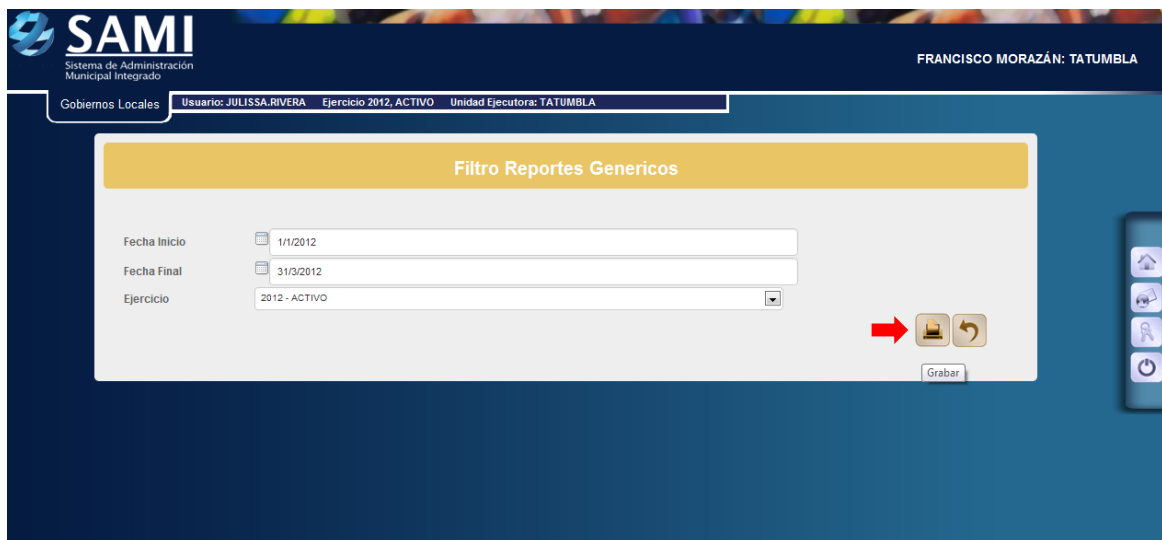 SAMI
Sistema de Administración
Municipal Integrado
FRANCISCO MORAZÁN: TATUMBLA
Gobiernos Locales
Usuario: JULISSA.RIVERA Ejercicio 2012, ACTIVO Unidad Ejecutora: TATUMBLA
Filtro Reportes Genericos
Fecha Inicio 1/1/2012
Fecha Final 31/3/2012
Ejercicio 2012 - ACTIVO
Grabar